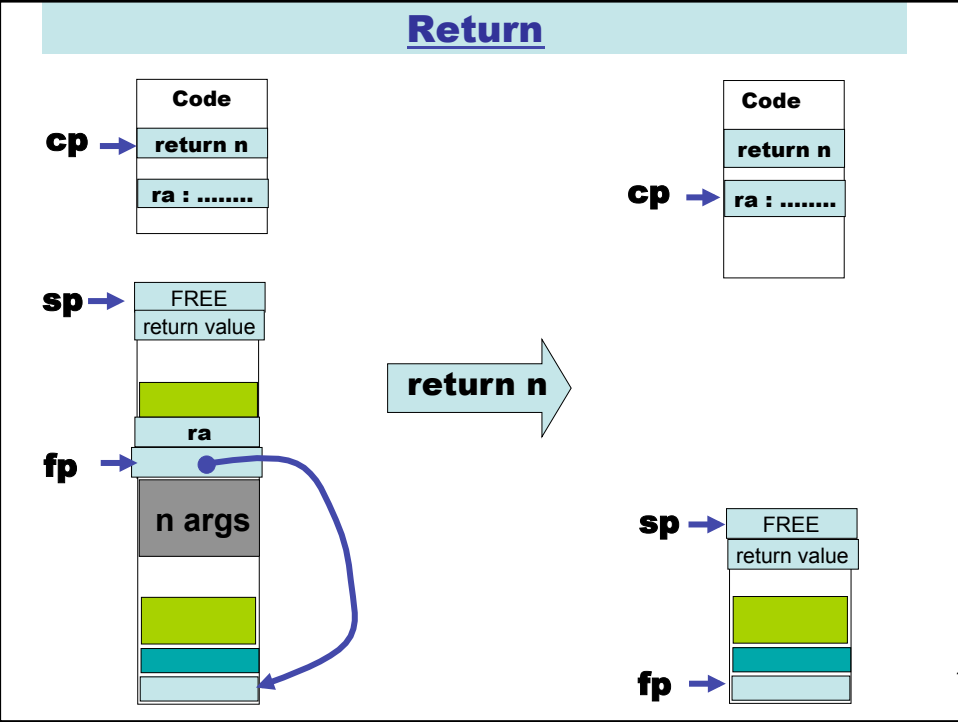 Return
Code
cp
return n
ra : ........
Code
return n
cp
ra : ........
sp
FREE
return value
ra
fp
n args
return n
sp
FREE
return value
fp